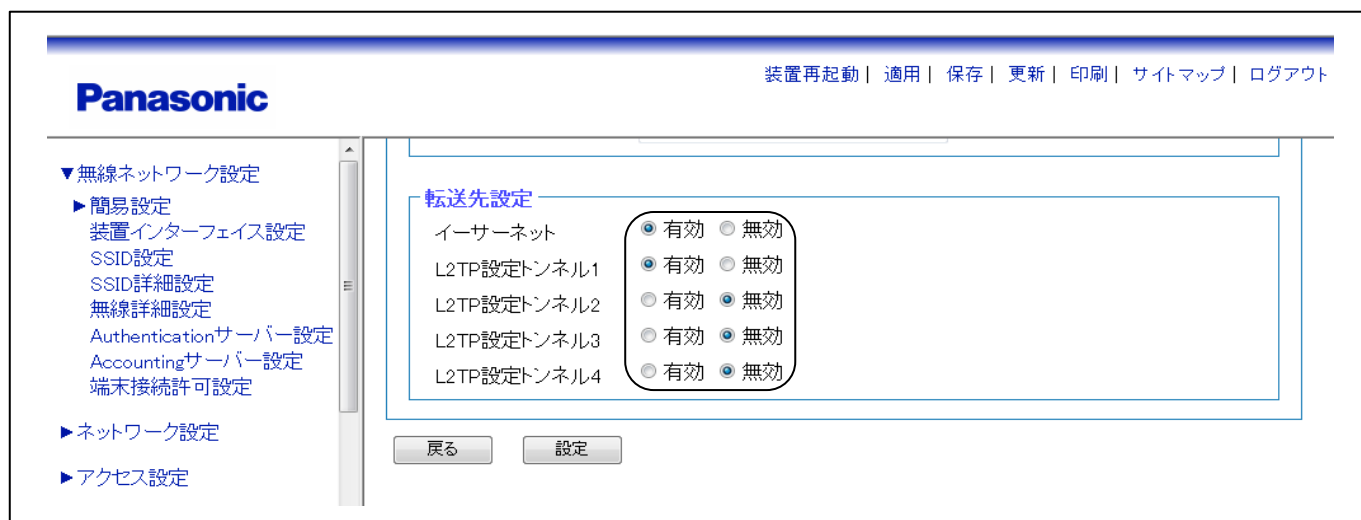 Panasonic
装置再起動| 適用| 保存| 更新| 印刷| サイトマップ| ログアウト
▼無線ネットワーク設定
▶簡易設定
装置インターフェイス設定
SSID設定
SSID詳細設定
無線詳細設定
Authenticationサーバー設定
Accountingサーバー設定
端末接続許可設定
▶ネットワーク設定
▶アクセス設定
転送先設定
イーサーネット 有効 無効
L2TP設定トンネル1 有効 無効
L2TP設定トンネル2 有効 無効
L2TP設定トンネル3 有効 無効
L2TP設定トンネル4 有効 無効
戻る 設定